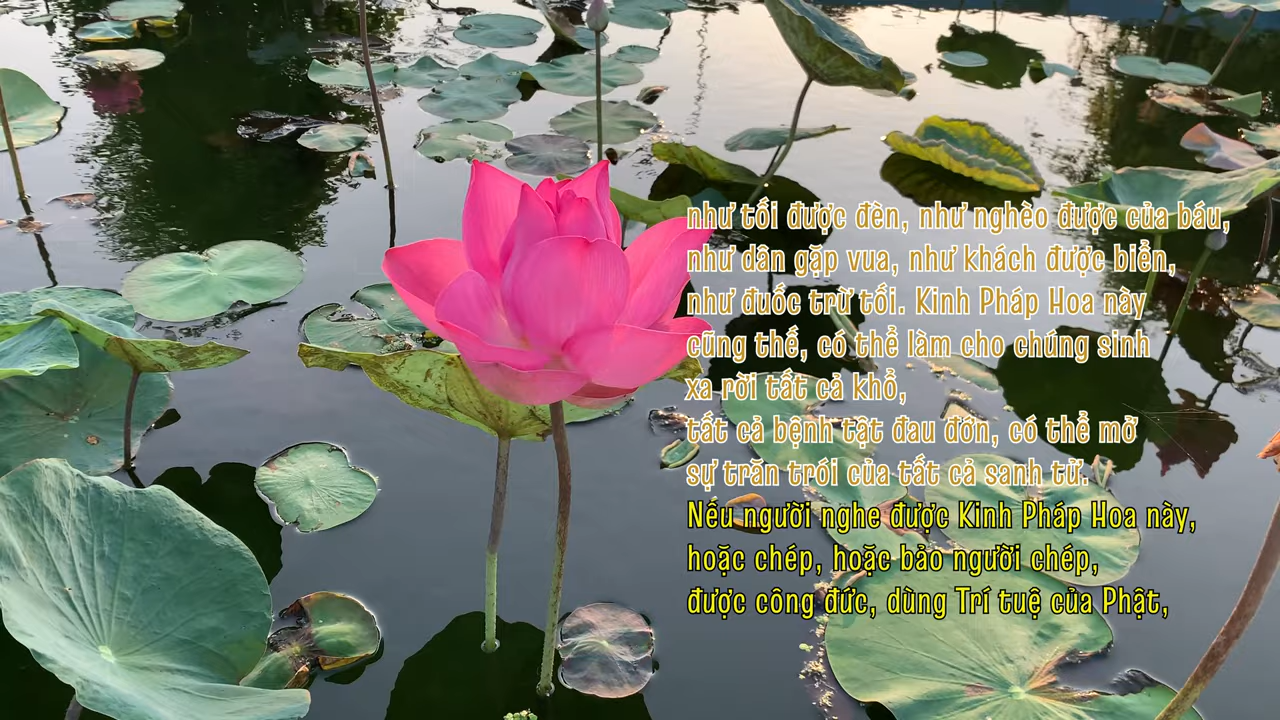 như tối được đèn, như nghèo được của báu,
như dân gặp vua, như khách được biển,
như đuốc trừ tối. Kinh Pháp Hoa này
cũng thế, có thể làm cho chúng sinh
xa rời tất cả khổ,
tất cả bệnh tật đau đớn, có thể mở
sự trăn trói của tất cả sanh tử.
Nếu người nghe được Kinh Pháp Hoa này,
hoặc chép, hoặc bảo người chép,
được công đức, dùng Trí tuệ của Phật,